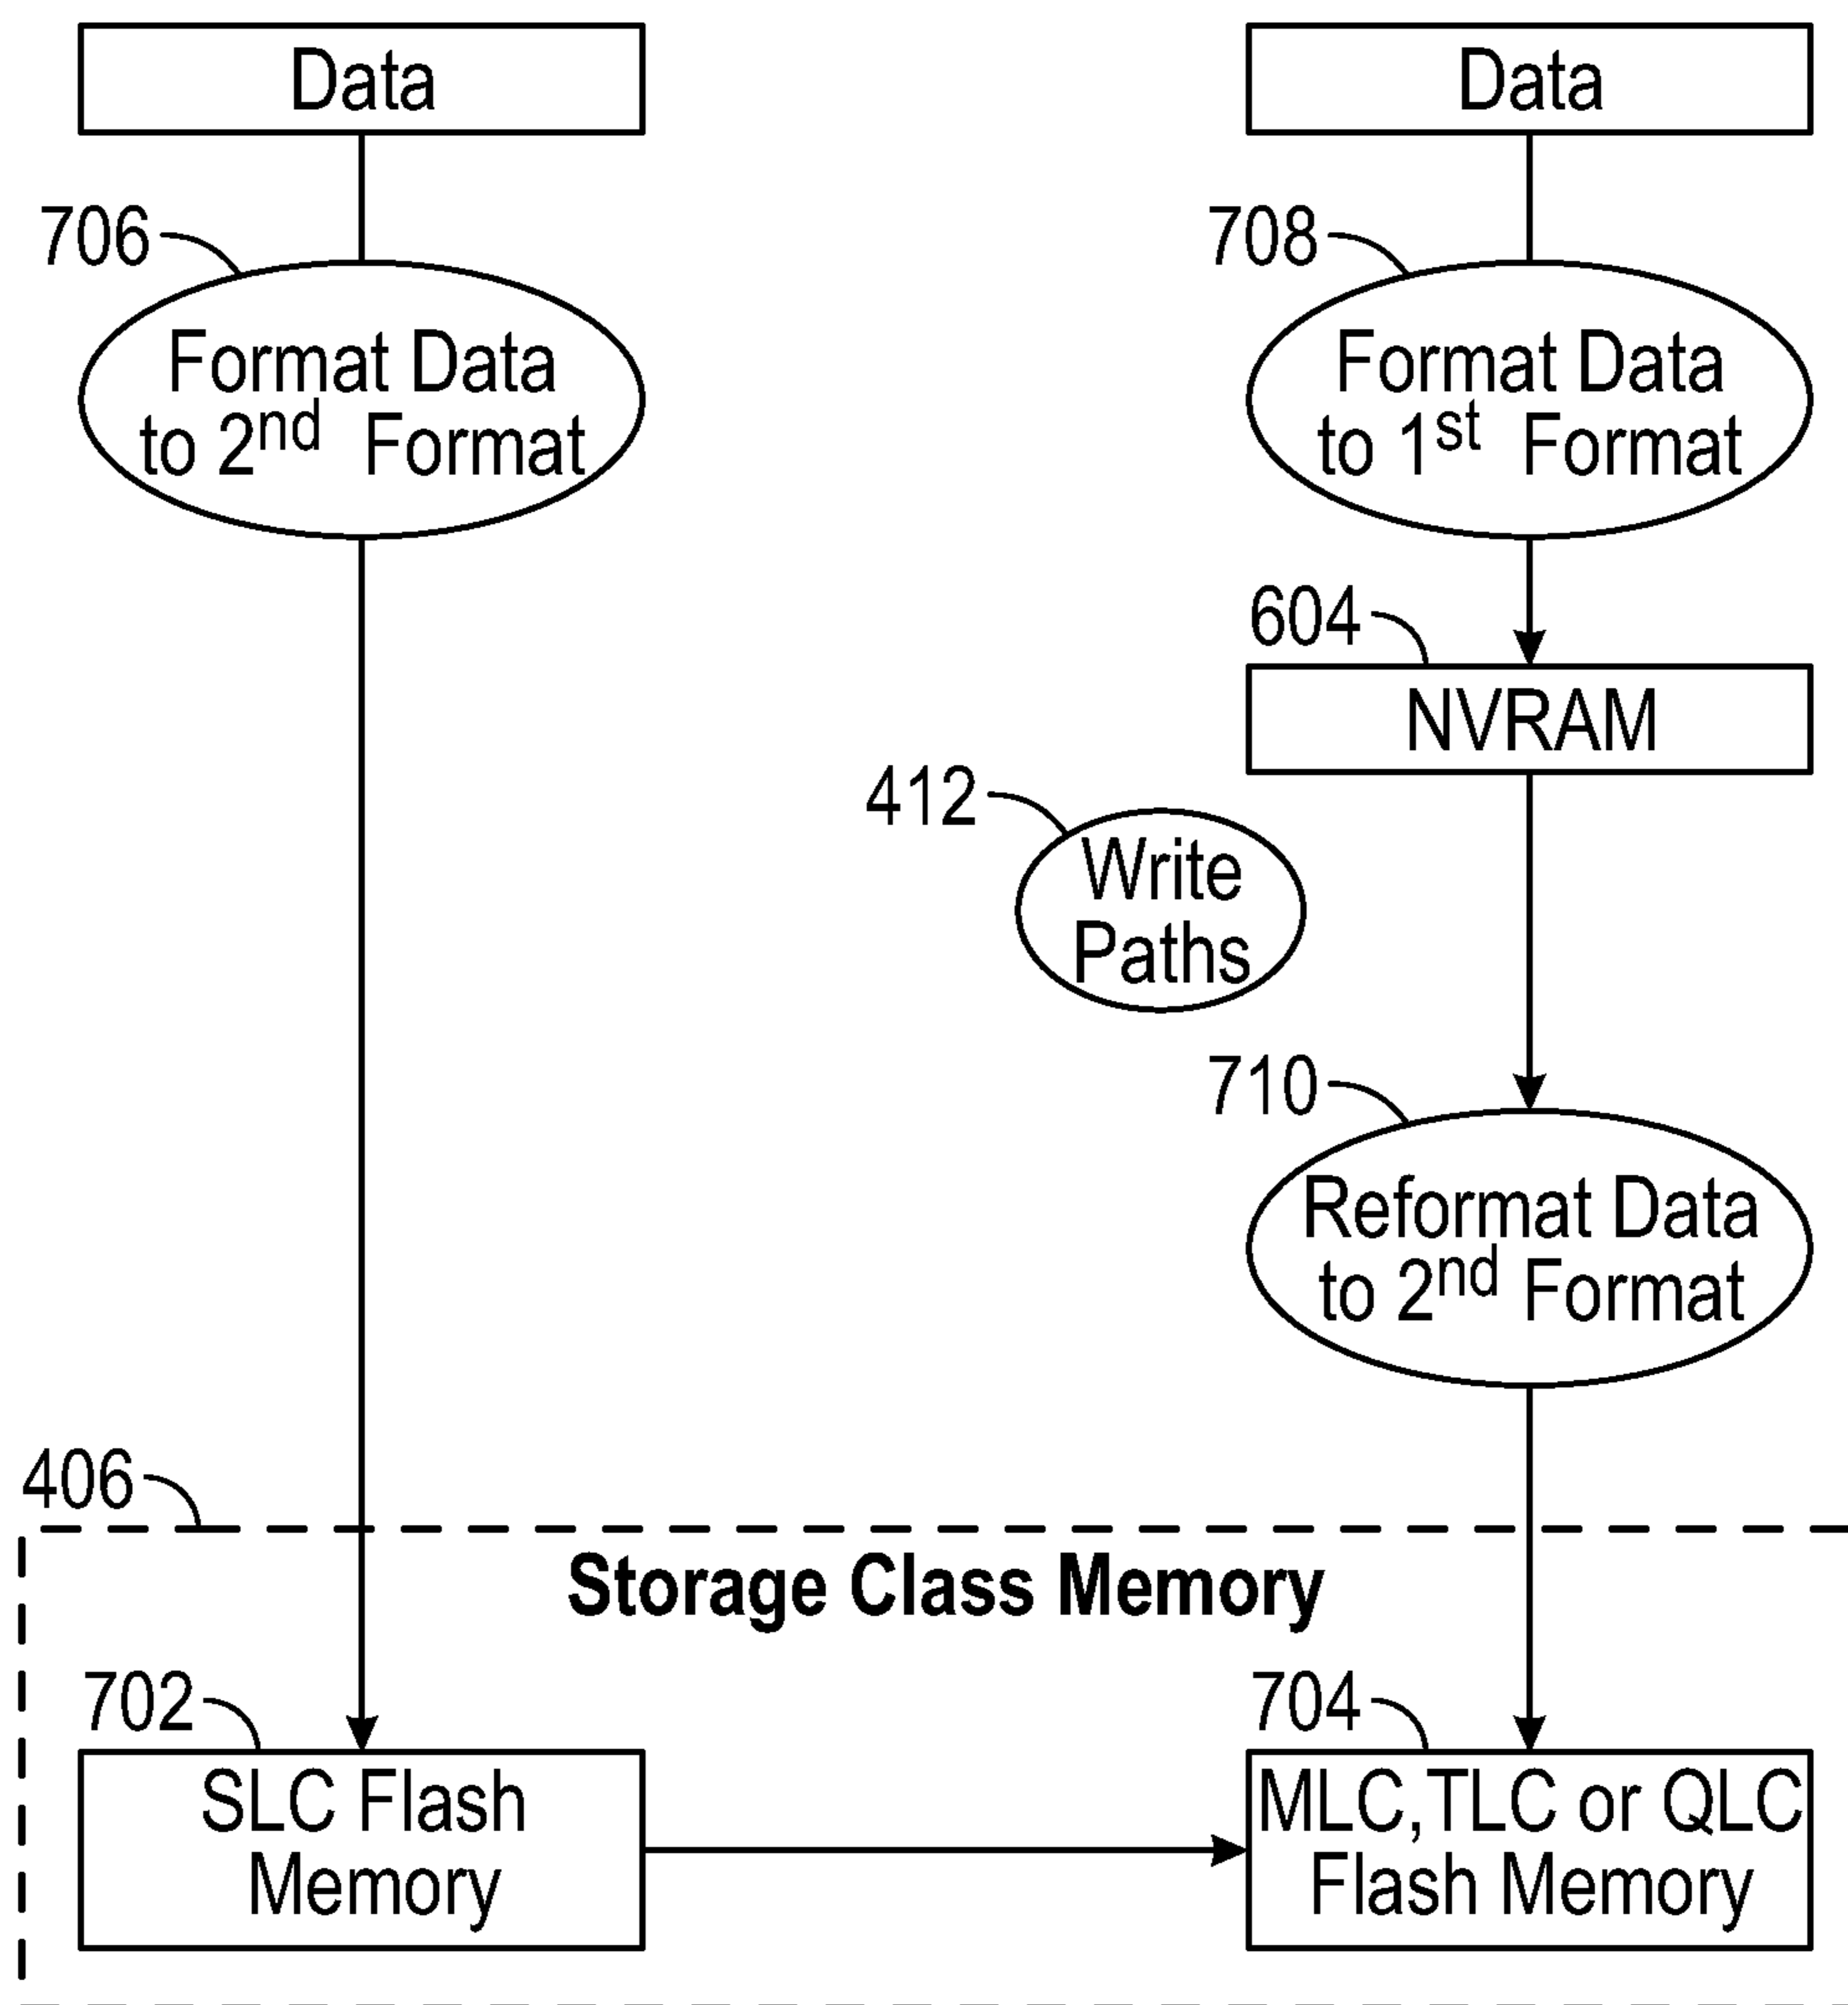 Data
Data
706
708
Format Data
to 2nd Format
Format Data
to 1st Format
604
NVRAM
412
Write
Paths
710
Reformat Data
to 2nd Format
406
Storage Class Memory
702
704
SLC Flash
Memory
MLC,TLC or QLC
Flash Memory